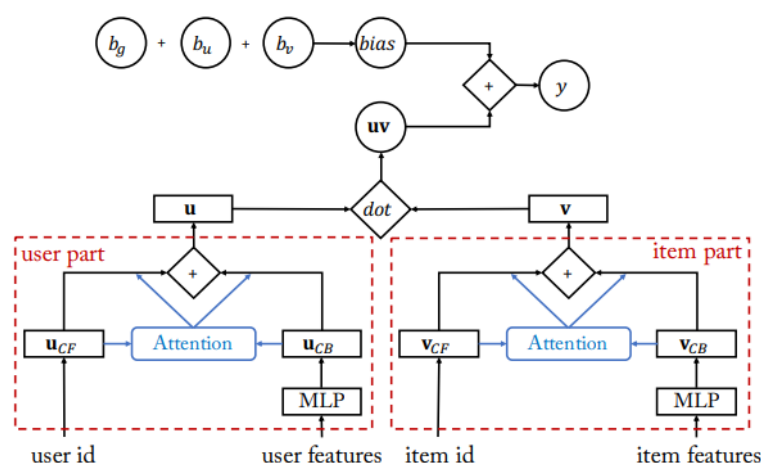 b_g + b_u + b_v bias
+ y
uv
u dot v
user part item part
+ +
u_CF Attention u_CB v_CF Attention v_CB
MLP MLP
user id user features item id item features